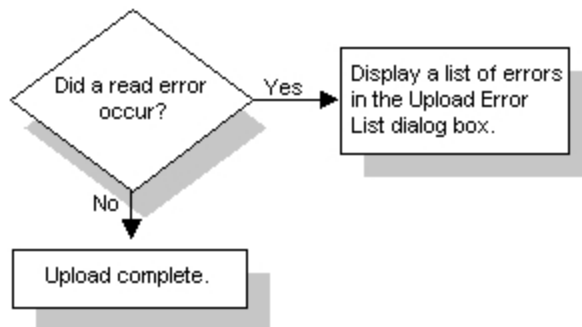 Did a read error
occur?
Yes
Display a list of errors
in the Upload Error
List dialog box.
No
Upload complete.